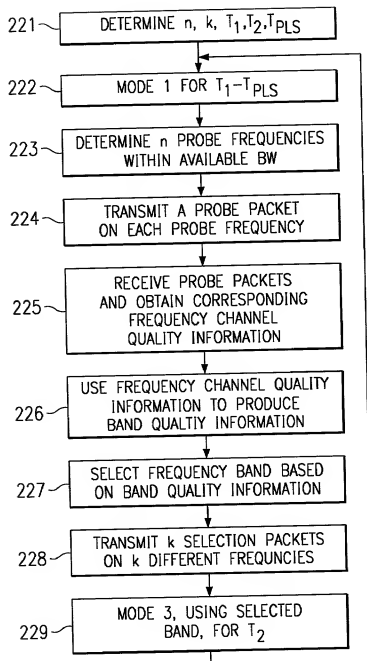 221 DETERMINE n, k, T1,T2,TPLS
222 MODE 1 FOR T1–TPLS
223 DETERMINE n PROBE FREQUENCIES
WITHIN AVAILABLE BW
224 TRANSMIT A PROBE PACKET
ON EACH PROBE FREQUENCY
225 RECEIVE PROBE PACKETS
AND OBTAIN CORRESPONDING
FREQUENCY CHANNEL
QUALITY INFORMATION
226 USE FREQUENCY CHANNEL QUALITY
INFORMATION TO PRODUCE
BAND QUALTIY INFORMATION
227 SELECT FREQUENCY BAND BASED
ON BAND QUALITY INFORMATION
228 TRANSMIT k SELECTION PACKETS
ON k DIFFERENT FREQUNCIES
229 MODE 3, USING SELECTED
BAND, FOR T2